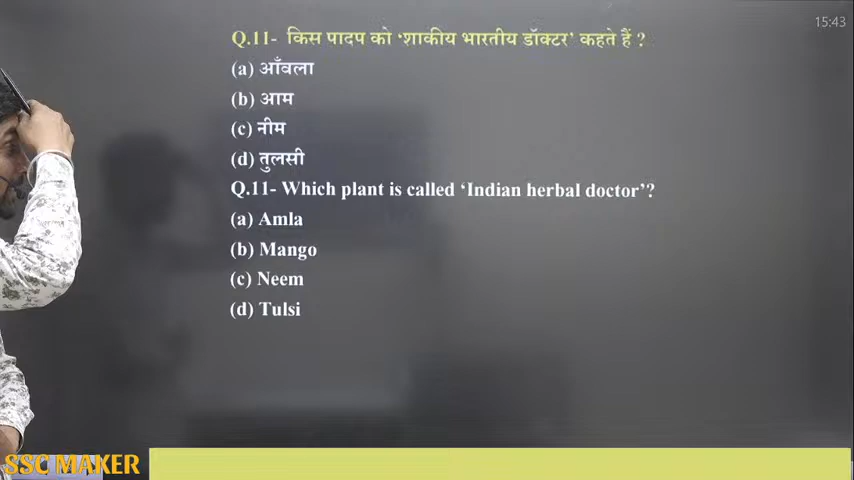 15:43
Q.11- किस पादप को ‘शाकीय भारतीय डॉक्टर’ कहते हैं ?
(a) आँवला
(b) आम
(c) नीम
(d) तुलसी
Q.11- Which plant is called ‘Indian herbal doctor’?
(a) Amla
(b) Mango
(c) Neem
(d) Tulsi
SSC MAKER